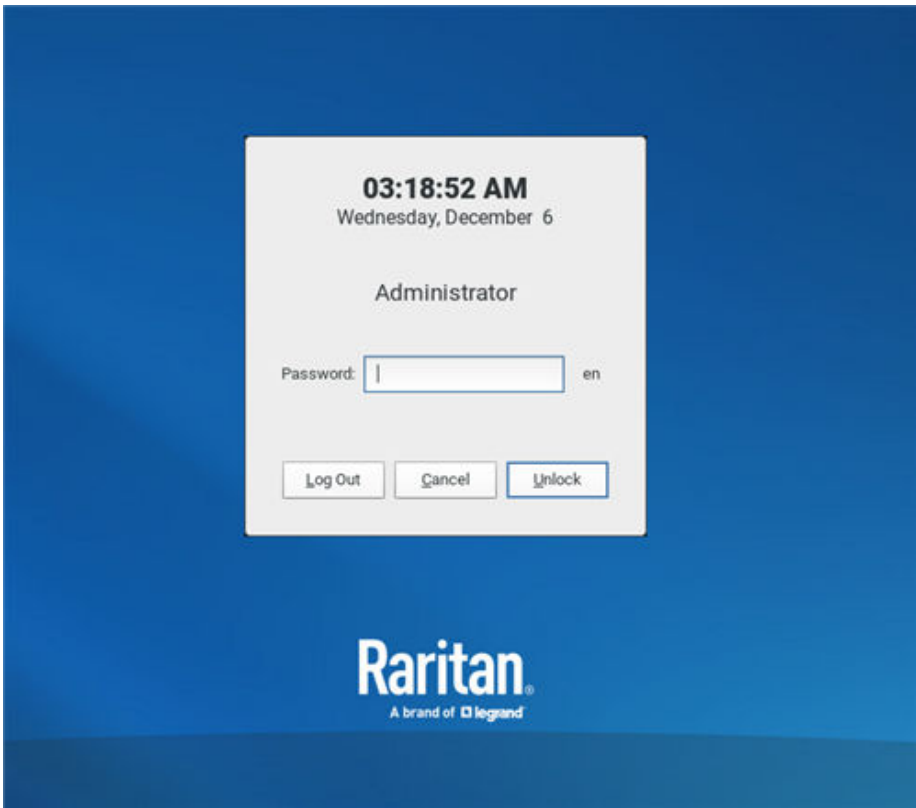 03:18:52 AM
Wednesday, December 6
Administrator
Password: en
Log Out Cancel Unlock
Raritan®
A brand of legrand